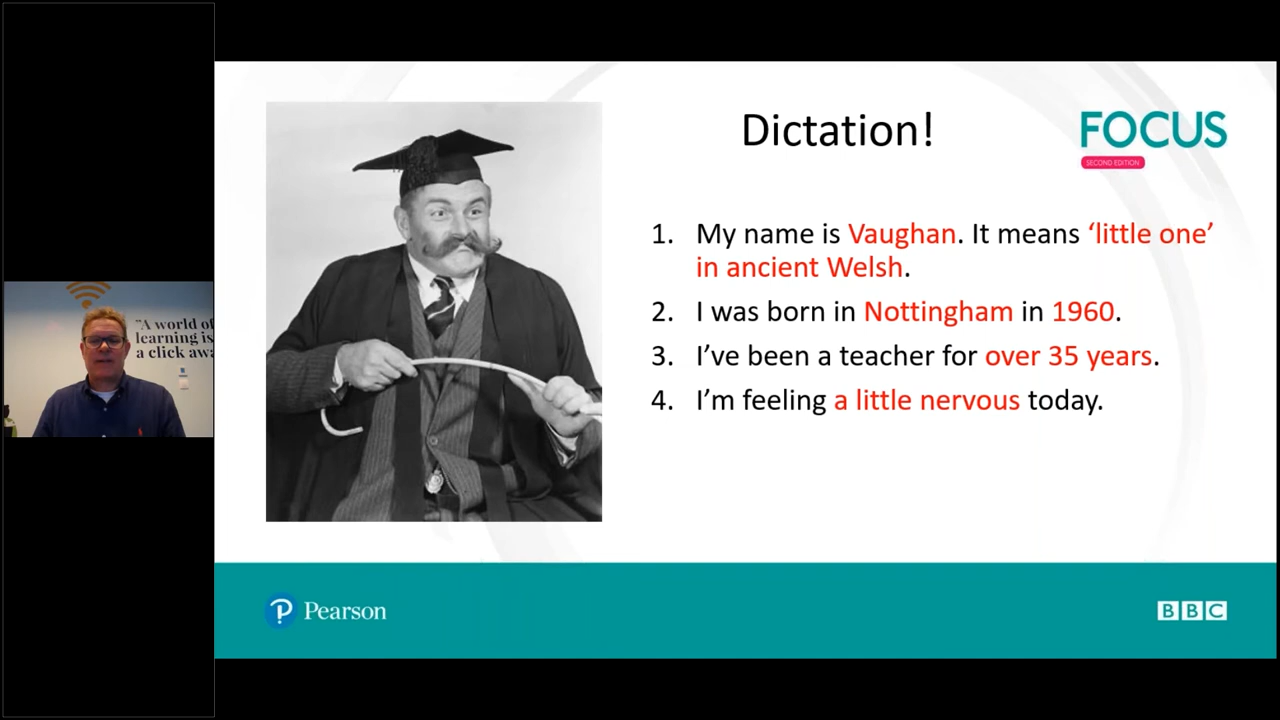 "A world of
learning is
a click awa
Dictation!
FOCUS
SECOND EDITION
1. My name is Vaughan. It means ‘little one’
in ancient Welsh.
2. I was born in Nottingham in 1960.
3. I’ve been a teacher for over 35 years.
4. I’m feeling a little nervous today.
Pearson
BBC